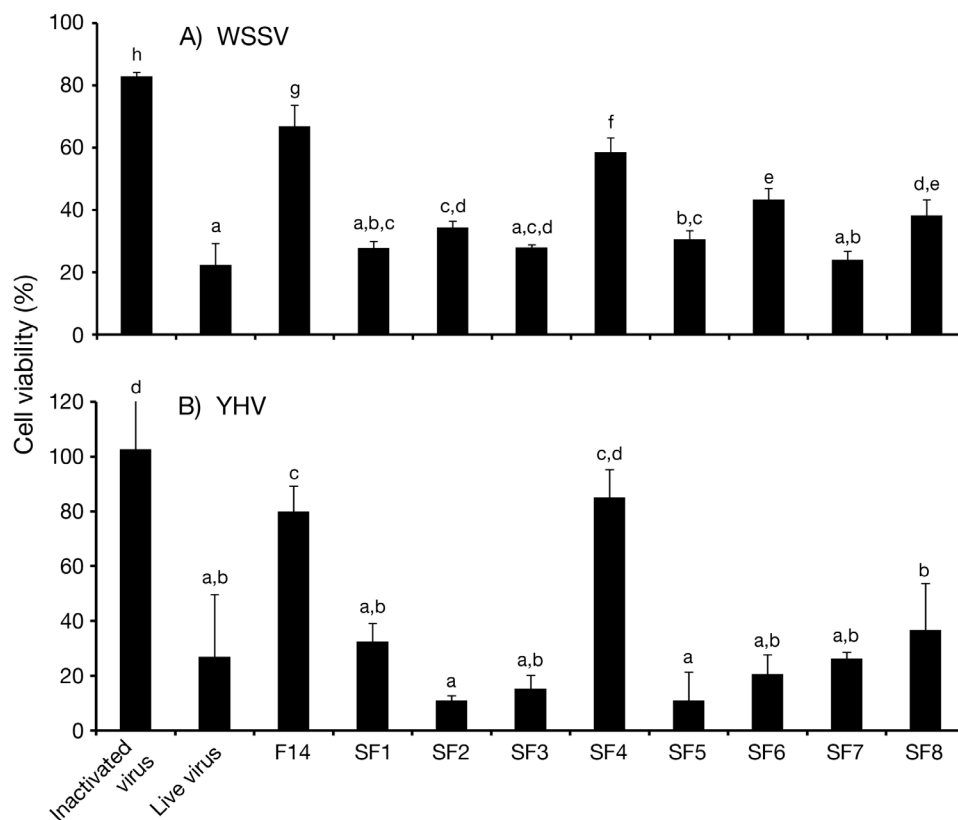 A) WSSV
100
80
60
40
20
0
h
a
g
a,b,c
c,d
a,c,d
f
b,c
e
a,b
d,e
Cell viability (%)
B) YHV
120
100
80
60
40
20
0
d
a,b
c
a,b
a
a,b
c,d
a
a,b
a,b
b
Inactivated
virus
Live virus
F14
SF1
SF2
SF3
SF4
SF5
SF6
SF7
SF8